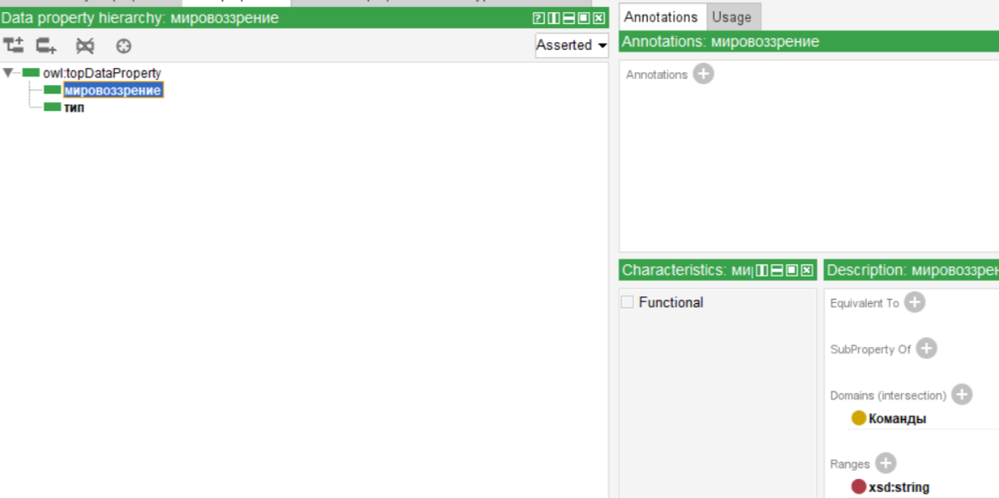 Data property hierarchy: мировоззрение
Asserted
owl:topDataProperty
мировоззрение
тип
Annotations Usage
Annotations: мировоззрение
Annotations
Characteristics: ми
Functional
Description: мировоззрен
Equivalent To
SubProperty Of
Domains (intersection)
Команды
Ranges
xsd:string